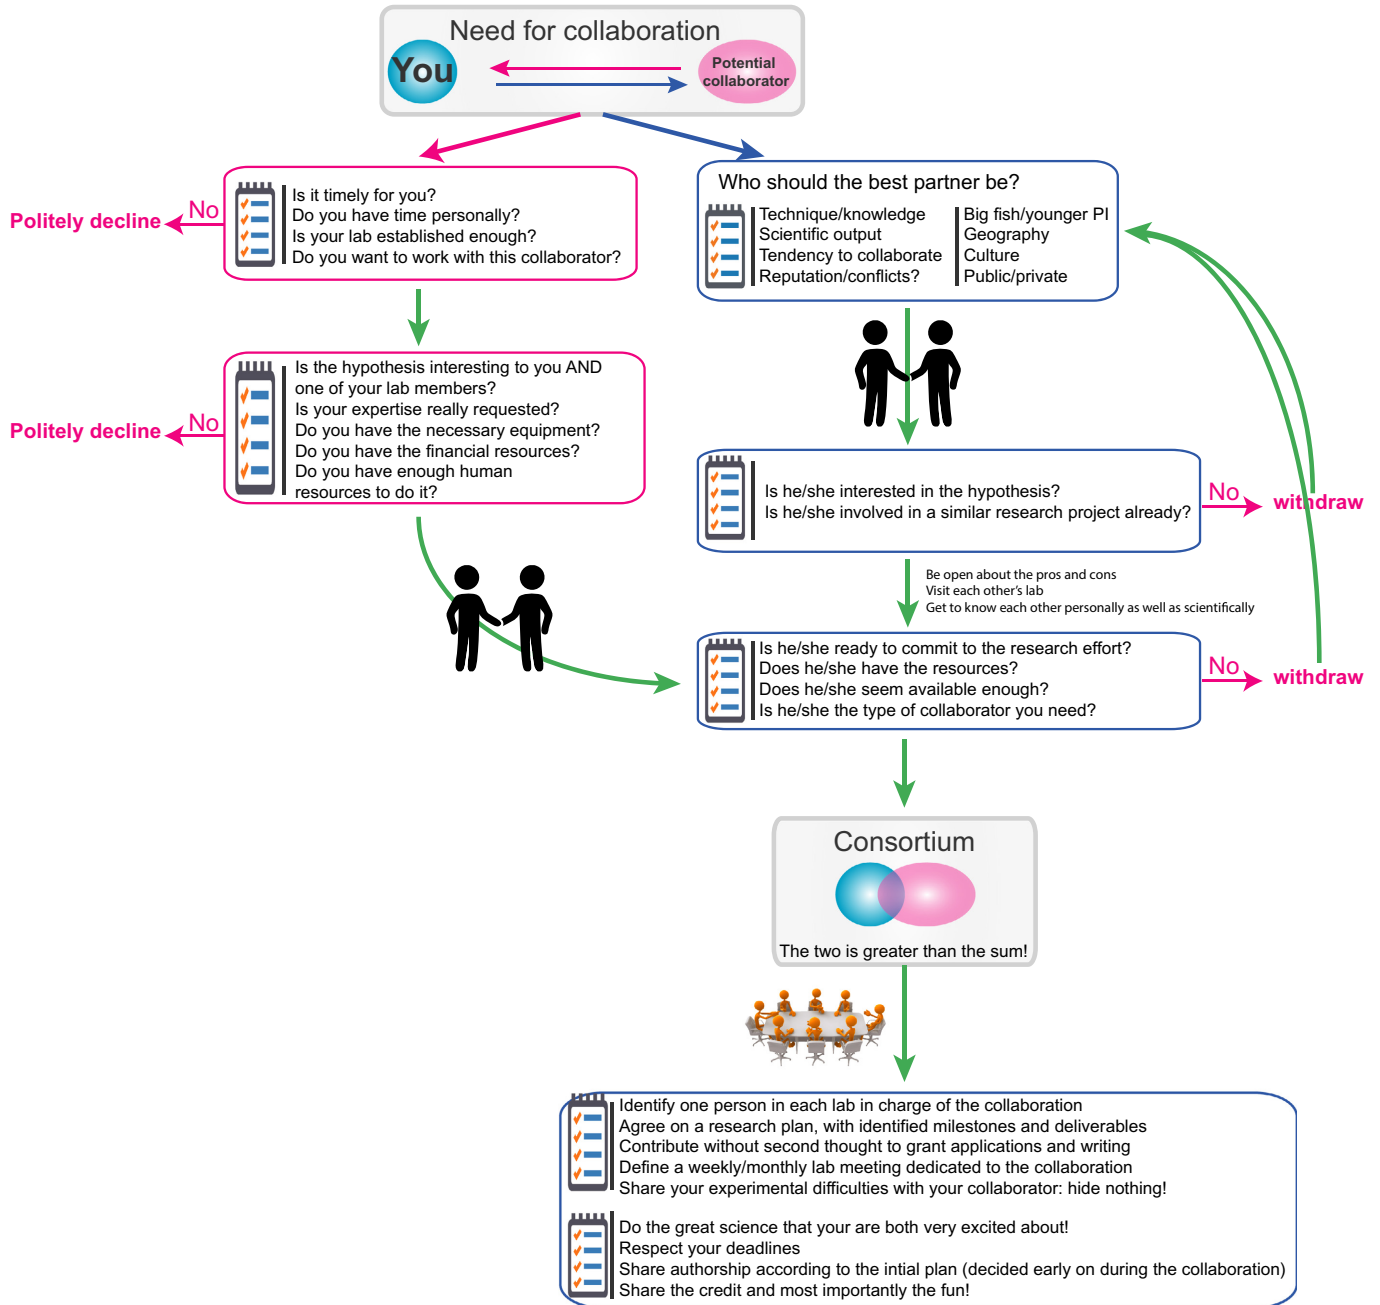 Need for collaboration
You
Potential
collaborator
Is it timely for you?
Do you have time personally?
Is your lab established enough?
Do you want to work with this collaborator?
No
Politely decline
Who should the best partner be?
Technique/knowledge
Scientific output
Tendency to collaborate
Reputation/conflicts?
Big fish/younger PI
Geography
Culture
Public/private
Is the hypothesis interesting to you AND
one of your lab members?
Is your expertise really requested?
Do you have the necessary equipment?
Do you have the financial resources?
Do you have enough human
resources to do it?
No
Politely decline
Is he/she interested in the hypothesis?
Is he/she involved in a similar research project already?
No
withdraw
Be open about the pros and cons
Visit each other's lab
Get to know each other personally as well as scientifically
Is he/she ready to commit to the research effort?
Does he/she have the resources?
Does he/she seem available enough?
Is he/she the type of collaborator you need?
No
withdraw
Consortium
The two is greater than the sum!
Identify one person in each lab in charge of the collaboration
Agree on a research plan, with identified milestones and deliverables
Contribute without second thought to grant applications and writing
Define a weekly/monthly lab meeting dedicated to the collaboration
Share your experimental difficulties with your collaborator: hide nothing!
Do the great science that your are both very excited about!
Respect your deadlines
Share authorship according to the intial plan (decided early on during the collaboration)
Share the credit and most importantly the fun!